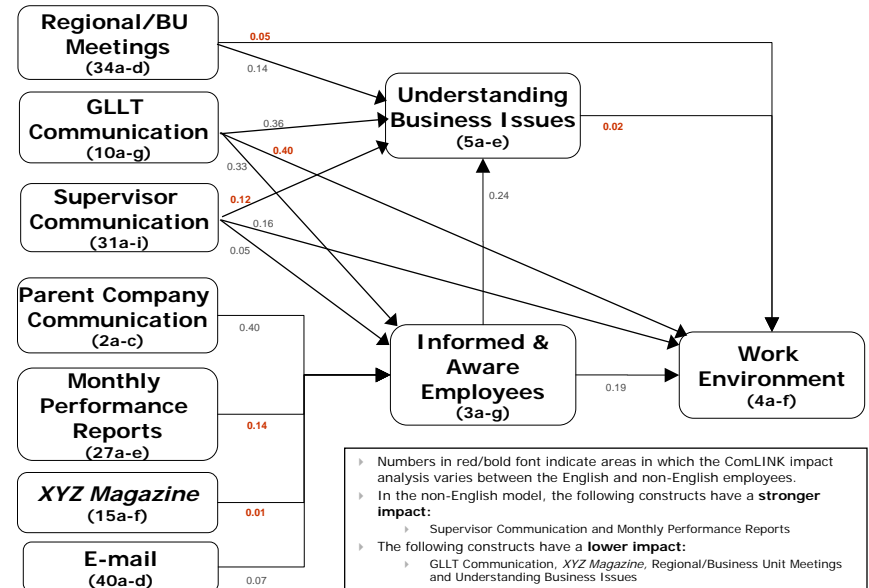 Regional/BU
Meetings
(34a-d)
0.05
0.14
GLLT
Communication
(10a-g)
0.36
0.40
0.33
Understanding
Business Issues
(5a-e)
0.02
Supervisor
Communication
(31a-i)
0.12
0.16
0.05
0.24
Parent Company
Communication
(2a-c)
0.40
Informed &
Aware
Employees
(3a-g)
0.19
Work
Environment
(4a-f)
Monthly
Performance
Reports
(27a-e)
0.14
XYZ Magazine
(15a-f)
0.01
E-mail
(40a-d)
0.07
Numbers in red/bold font indicate areas in which the ComLINK impact
analysis varies between the English and non-English employees.
In the non-English model, the following constructs have a stronger
impact:
Supervisor Communication and Monthly Performance Reports
The following constructs have a lower impact:
GLLT Communication, XYZ Magazine, Regional/Business Unit Meetings
and Understanding Business Issues